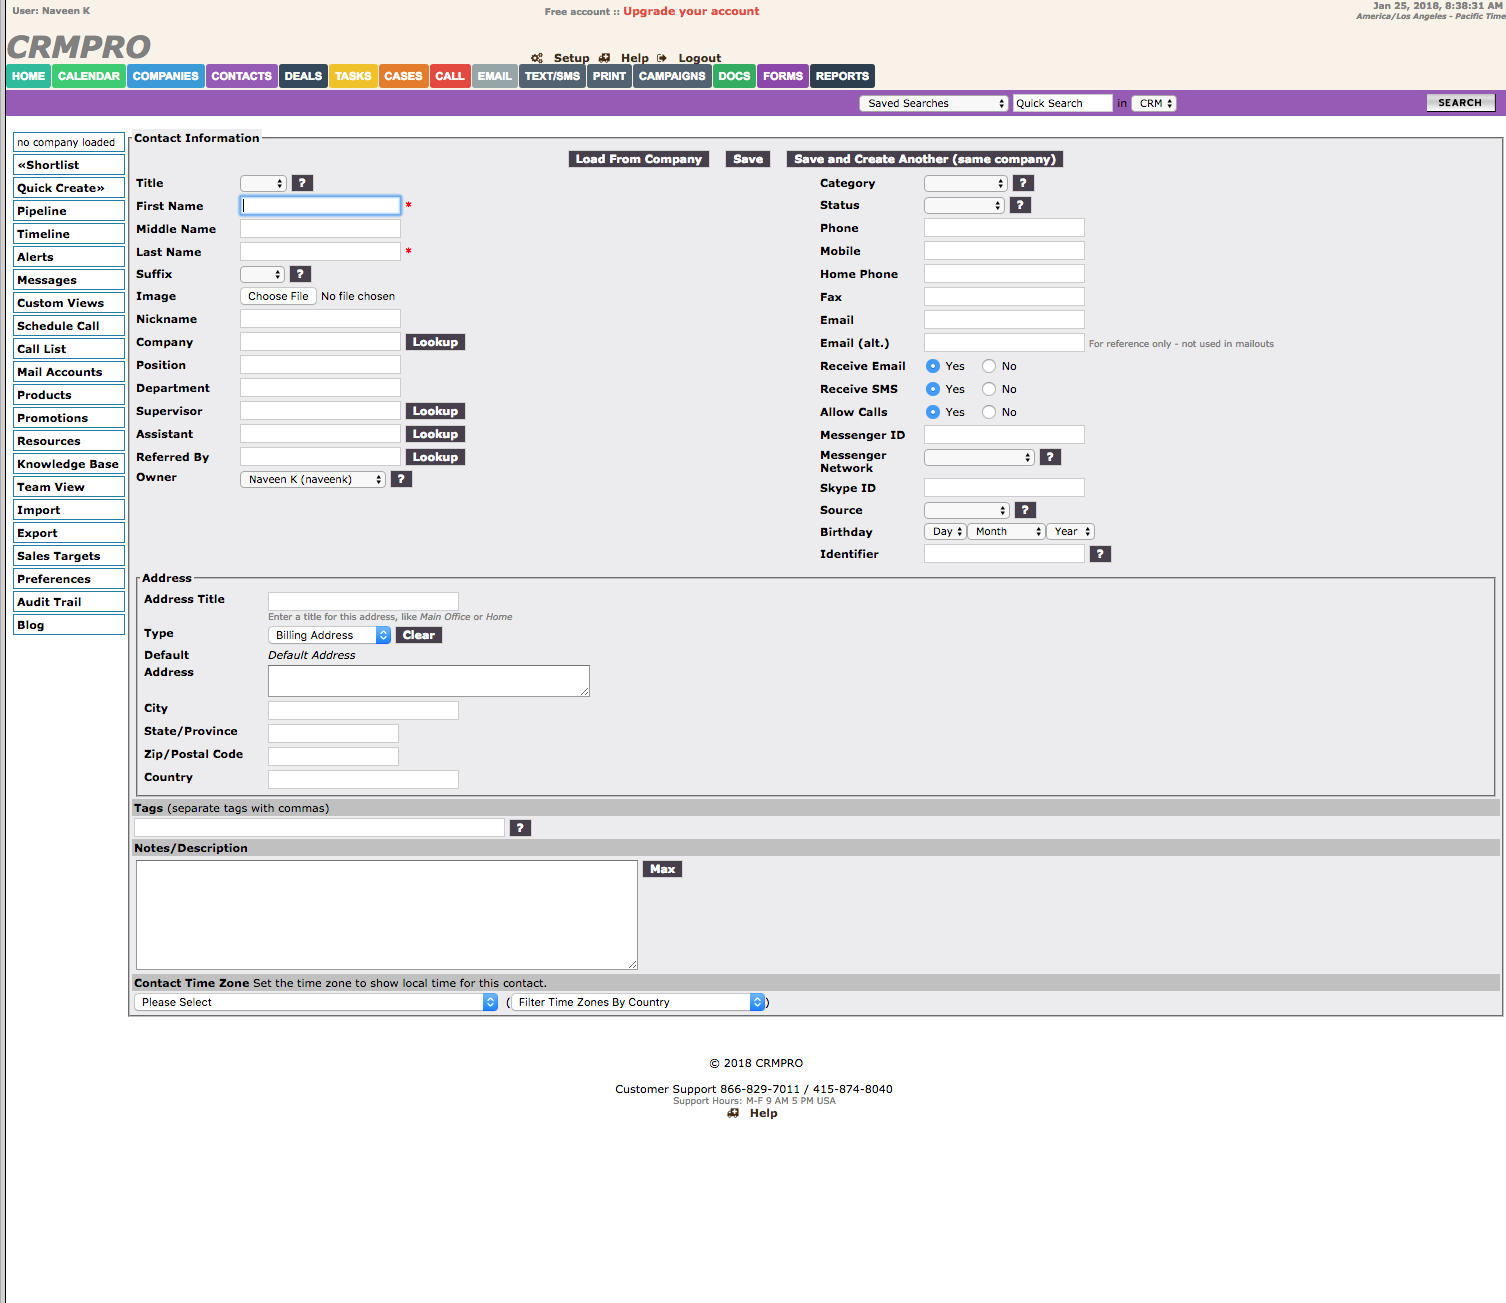 User: Naveen K
Free account :: Upgrade your account
Jan 25, 2018, 8:38:31 AM
America/Los Angeles - Pacific Time
CRMPRO
Setup Help Logout
HOME CALENDAR COMPANIES CONTACTS DEALS TASKS CASES CALL EMAIL TEXT/SMS PRINT CAMPAIGNS DOCS FORMS REPORTS
Saved Searches Quick Search in CRM SEARCH
no company loaded
«Shortlist
Quick Create»
Pipeline
Timeline
Alerts
Messages
Custom Views
Schedule Call
Call List
Mail Accounts
Products
Promotions
Resources
Knowledge Base
Team View
Import
Export
Sales Targets
Preferences
Audit Trail
Blog
Contact Information
Load From Company Save Save and Create Another (same company)
Title ?
First Name *
Middle Name
Last Name *
Suffix ?
Image Choose File No file chosen
Nickname
Company Lookup
Position
Department
Supervisor Lookup
Assistant Lookup
Referred By Lookup
Owner Naveen K (naveenk) ?
Category ?
Status ?
Phone
Mobile
Home Phone
Fax
Email
Email (alt.) For reference only - not used in mailouts
Receive Email Yes No
Receive SMS Yes No
Allow Calls Yes No
Messenger ID
Messenger
Network ?
Skype ID
Source ?
Birthday Day Month Year
Identifier ?
Address
Address Title
Enter a title for this address, like Main Office or Home
Type Billing Address Clear
Default Default Address
Address
City
State/Province
Zip/Postal Code
Country
Tags (separate tags with commas)
?
Notes/Description
Max
Contact Time Zone Set the time zone to show local time for this contact.
Please Select (Filter Time Zones By Country)
© 2018 CRMPRO
Customer Support 866-829-7011 / 415-874-8040
Support Hours: M-F 9 AM 5 PM USA
Help